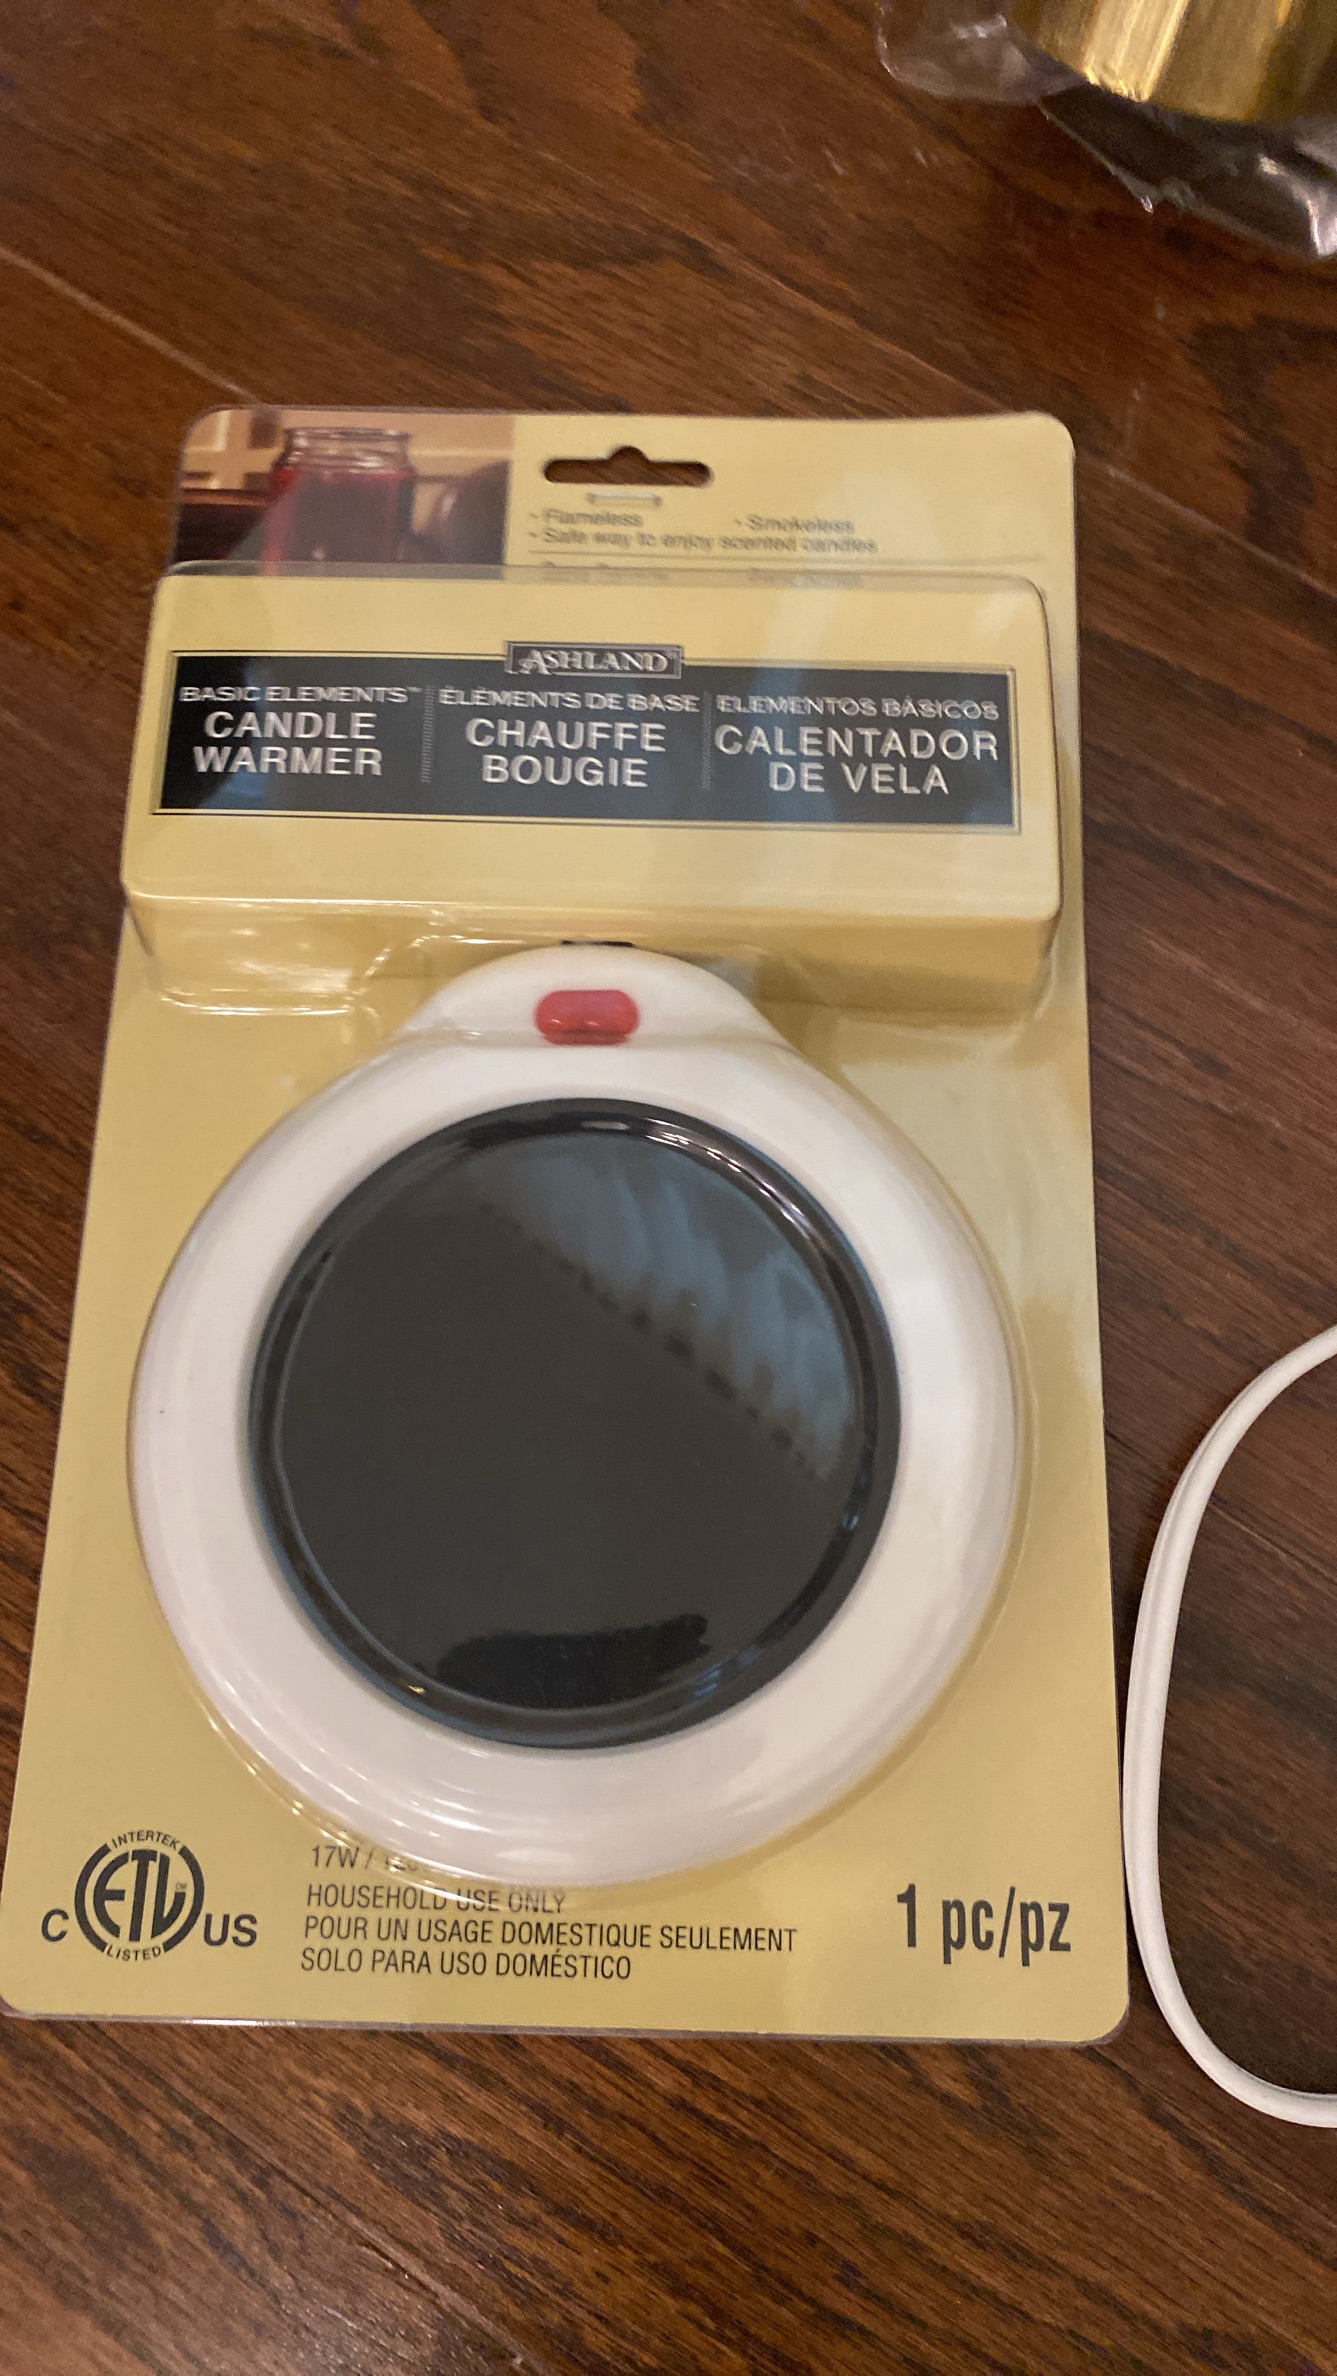 - Flameless - Smokeless
- Safe way to enjoy scented candles
ASHLAND®
BASIC ELEMENTS™
CANDLE
WARMER
ÉLÉMENTS DE BASE
CHAUFFE
BOUGIE
ELEMENTOS BÁSICOS
CALENTADOR
DE VELA
INTERTEK
C ETL US
LISTED
17W /
HOUSEHOLD USE ONLY
POUR UN USAGE DOMESTIQUE SEULEMENT
SOLO PARA USO DOMÉSTICO
1 pc/pz